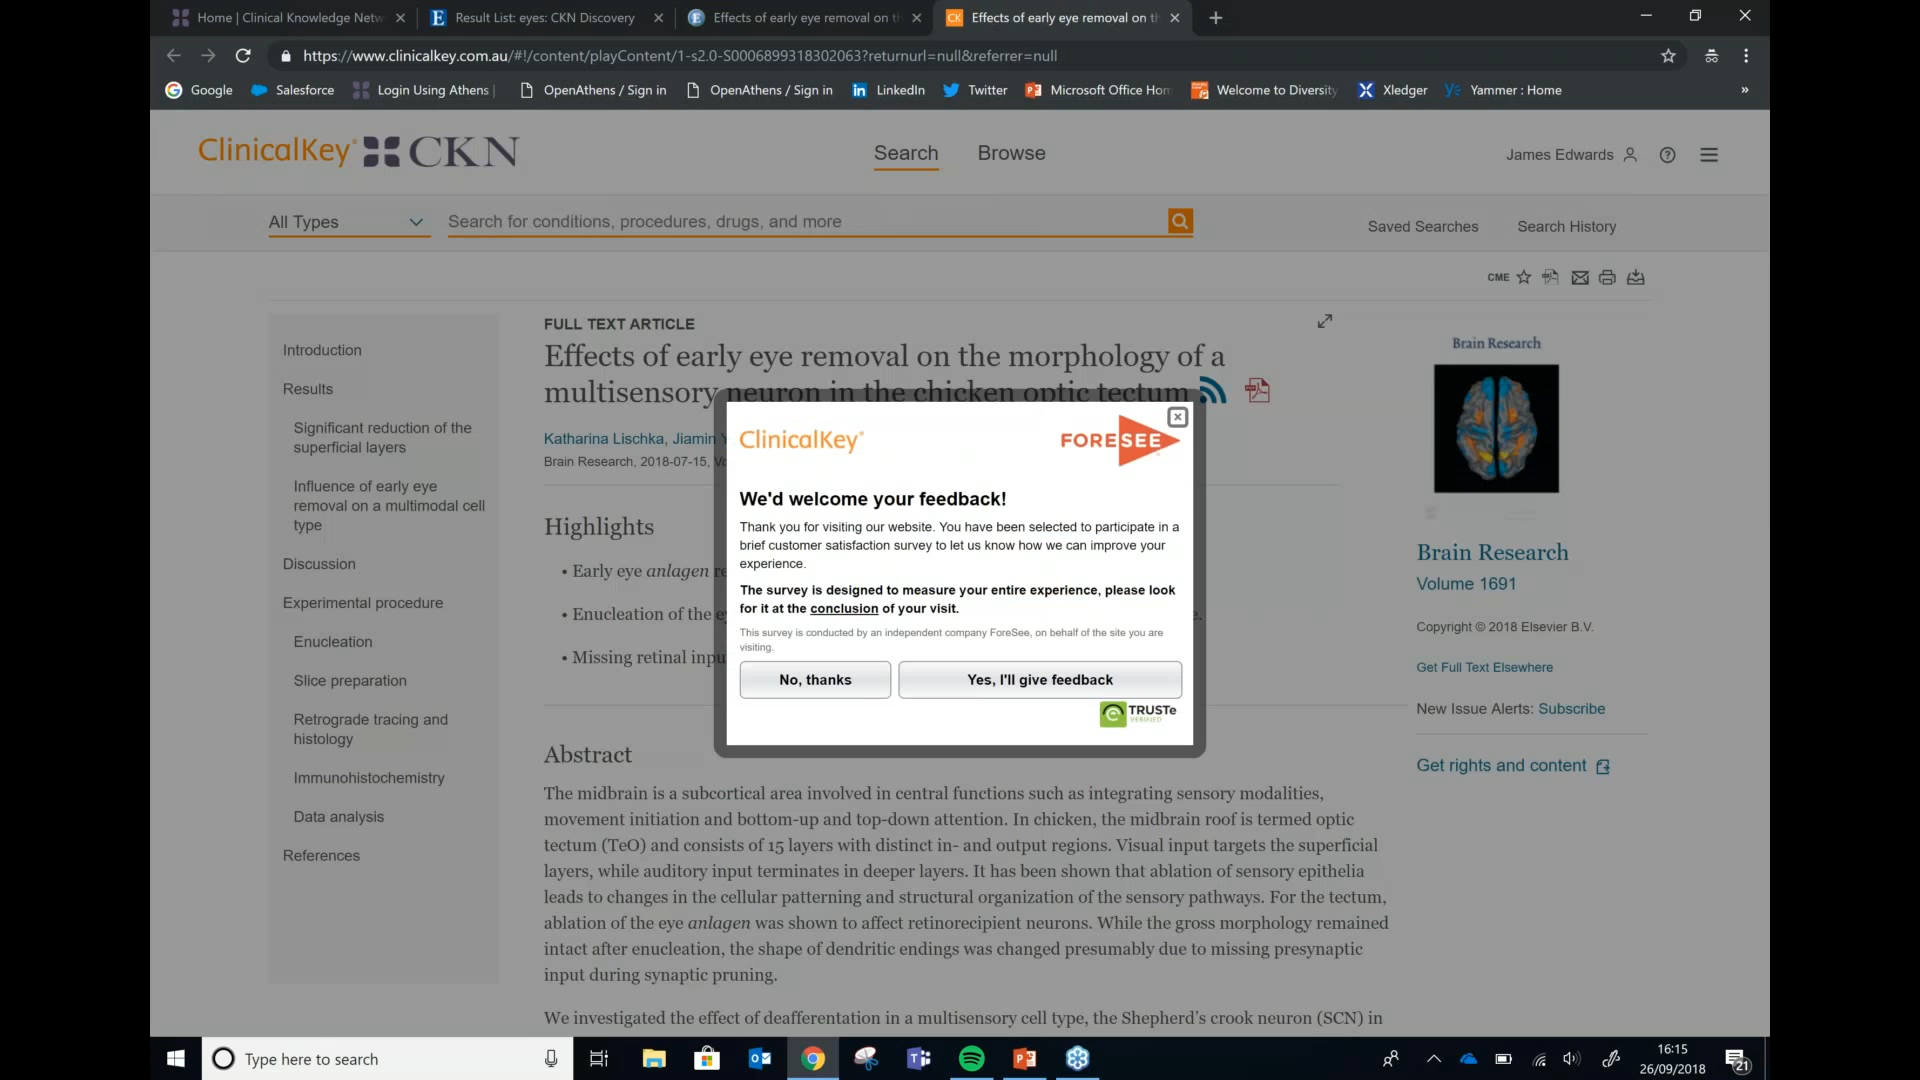 Home | Clinical Knowledge Netw
Result List: eyes: CKN Discovery
Effects of early eye removal on th
CK Effects of early eye removal on th
https://www.clinicalkey.com.au/#!/content/playContent/1-s2.0-S0006899318302063?returnurl=null&referrer=null
Google
Salesforce
Login Using Athens |
OpenAthens / Sign in
OpenAthens / Sign in
LinkedIn
Twitter
Microsoft Office Hom
Welcome to Diversity
Xledger
Yammer : Home
ClinicalKey® CKN
Search
Browse
James Edwards
All Types
Search for conditions, procedures, drugs, and more
Saved Searches
Search History
CME
Introduction
Results
Significant reduction of the
superficial layers
Influence of early eye
removal on a multimodal cell
type
Discussion
Experimental procedure
Enucleation
Slice preparation
Retrograde tracing and
histology
Immunohistochemistry
Data analysis
References
FULL TEXT ARTICLE
Effects of early eye removal on the morphology of a
multisensory neuron in the chicken optic tectum
Katharina Lischka, Jiamin
Brain Research, 2018-07-15,
Highlights
• Early eye anlagen
• Enucleation of the
• Missing retinal
ClinicalKey®
FORESEE
We'd welcome your feedback!
Thank you for visiting our website. You have been selected to participate in a
brief customer satisfaction survey to let us know how we can improve your
experience.
The survey is designed to measure your entire experience, please look
for it at the conclusion of your visit.
This survey is conducted by an independent company ForeSee, on behalf of the site you are
visiting.
No, thanks
Yes, I'll give feedback
TRUSTe
VERIFIED
Abstract
The midbrain is a subcortical area involved in central functions such as integrating sensory modalities,
movement initiation and bottom-up and top-down attention. In chicken, the midbrain roof is termed optic
tectum (TeO) and consists of 15 layers with distinct in- and output regions. Visual input targets the superficial
layers, while auditory input terminates in deeper layers. It has been shown that ablation of sensory epithelia
leads to changes in the cellular patterning and structural organization of the sensory pathways. For the tectum,
ablation of the eye anlagen was shown to affect retinorecipient neurons. While the gross morphology remained
intact after enucleation, the shape of dendritic endings was changed presumably due to missing presynaptic
input during synaptic pruning.
We investigated the effect of deafferentation in a multisensory cell type, the Shepherd's crook neuron (SCN) in
Brain Research
Brain Research
Volume 1691
Copyright © 2018 Elsevier B.V.
Get Full Text Elsewhere
New Issue Alerts: Subscribe
Get rights and content
Type here to search
16:15
26/09/2018
21